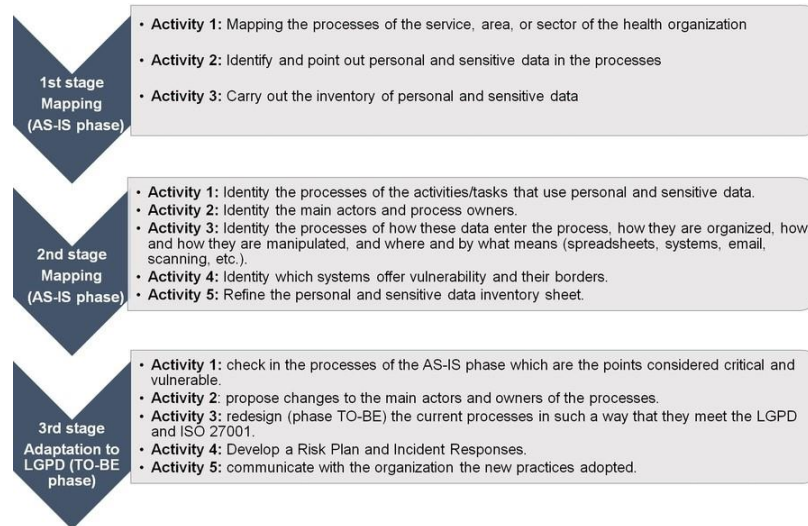 1st stage
Mapping
(AS-IS phase)
• Activity 1: Mapping the processes of the service, area, or sector of the health organization
• Activity 2: Identify and point out personal and sensitive data in the processes
• Activity 3: Carry out the inventory of personal and sensitive data
2nd stage
Mapping
(AS-IS phase)
• Activity 1: Identity the processes of the activities/tasks that use personal and sensitive data.
• Activity 2: Identity the main actors and process owners.
• Activity 3: Identity the processes of how these data enter the process, how they are organized, how
and how they are manipulated, and where and by what means (spreadsheets, systems, email,
scanning, etc.).
• Activity 4: Identity which systems offer vulnerability and their borders.
• Activity 5: Refine the personal and sensitive data inventory sheet.
3rd stage
Adaptation to
LGPD (TO-BE
phase)
• Activity 1: check in the processes of the AS-IS phase which are the points considered critical and
vulnerable.
• Activity 2: propose changes to the main actors and owners of the processes.
• Activity 3: redesign (phase TO-BE) the current processes in such a way that they meet the LGPD
and ISO 27001.
• Activity 4: Develop a Risk Plan and Incident Responses.
• Activity 5: communicate with the organization the new practices adopted.